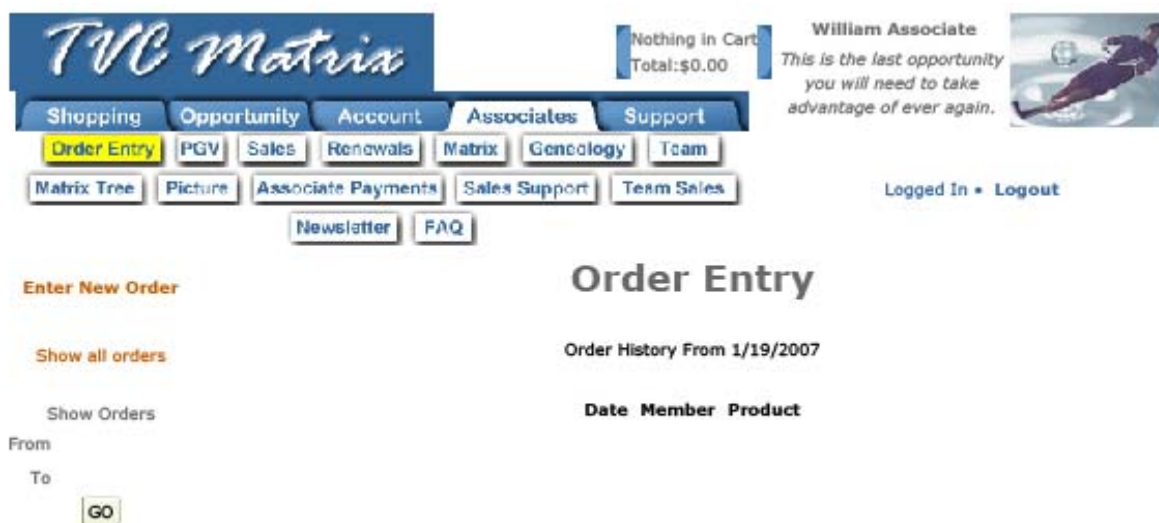 TVC Matrix
Nothing in Cart
Total:$0.00
William Associate
This is the last opportunity
you will need to take
advantage of ever again.
Shopping Opportunity Account Associates Support
Order Entry PGV Sales Renewals Matrix Geneology Team
Matrix Tree Picture Associate Payments Sales Support Team Sales
Logged In • Logout
Newsletter FAQ
Order Entry
Enter New Order
Order History From 1/19/2007
Show all orders
Date Member Product
Show Orders
From
To
GO